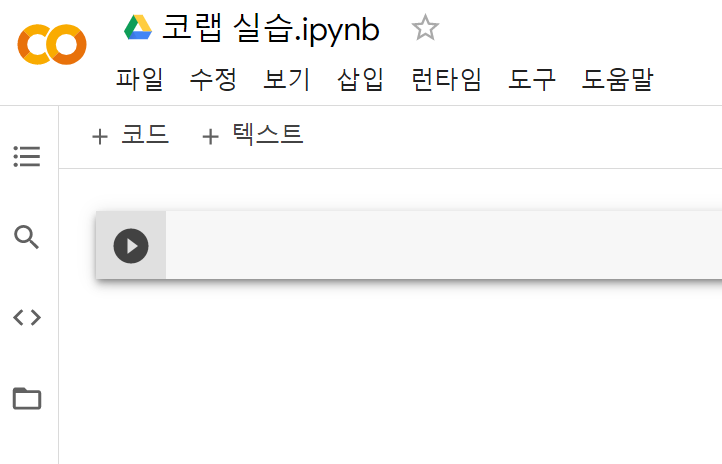 코랩 실습.ipynb
파일 수정 보기 삽입 런타임 도구 도움말
+ 코드 + 텍스트